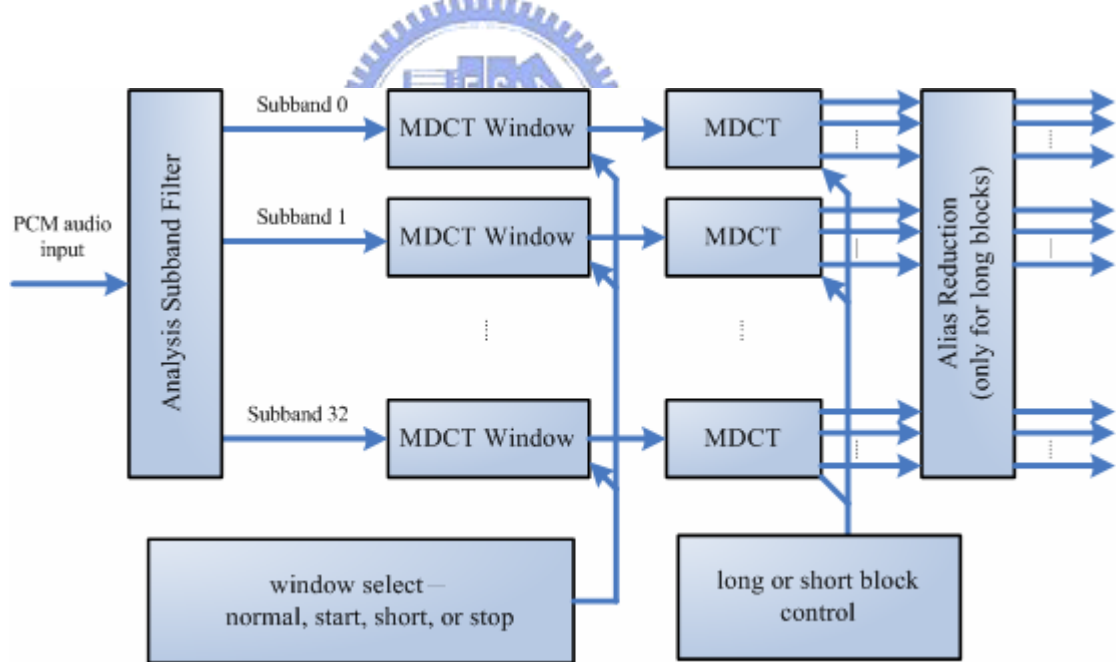 PCM audio
input
Analysis Subband Filter
Subband 0
MDCT Window
MDCT
Subband 1
MDCT Window
MDCT
Subband 32
MDCT Window
MDCT
Alias Reduction
(only for long blocks)
window select –
normal, start, short, or stop
long or short block
control